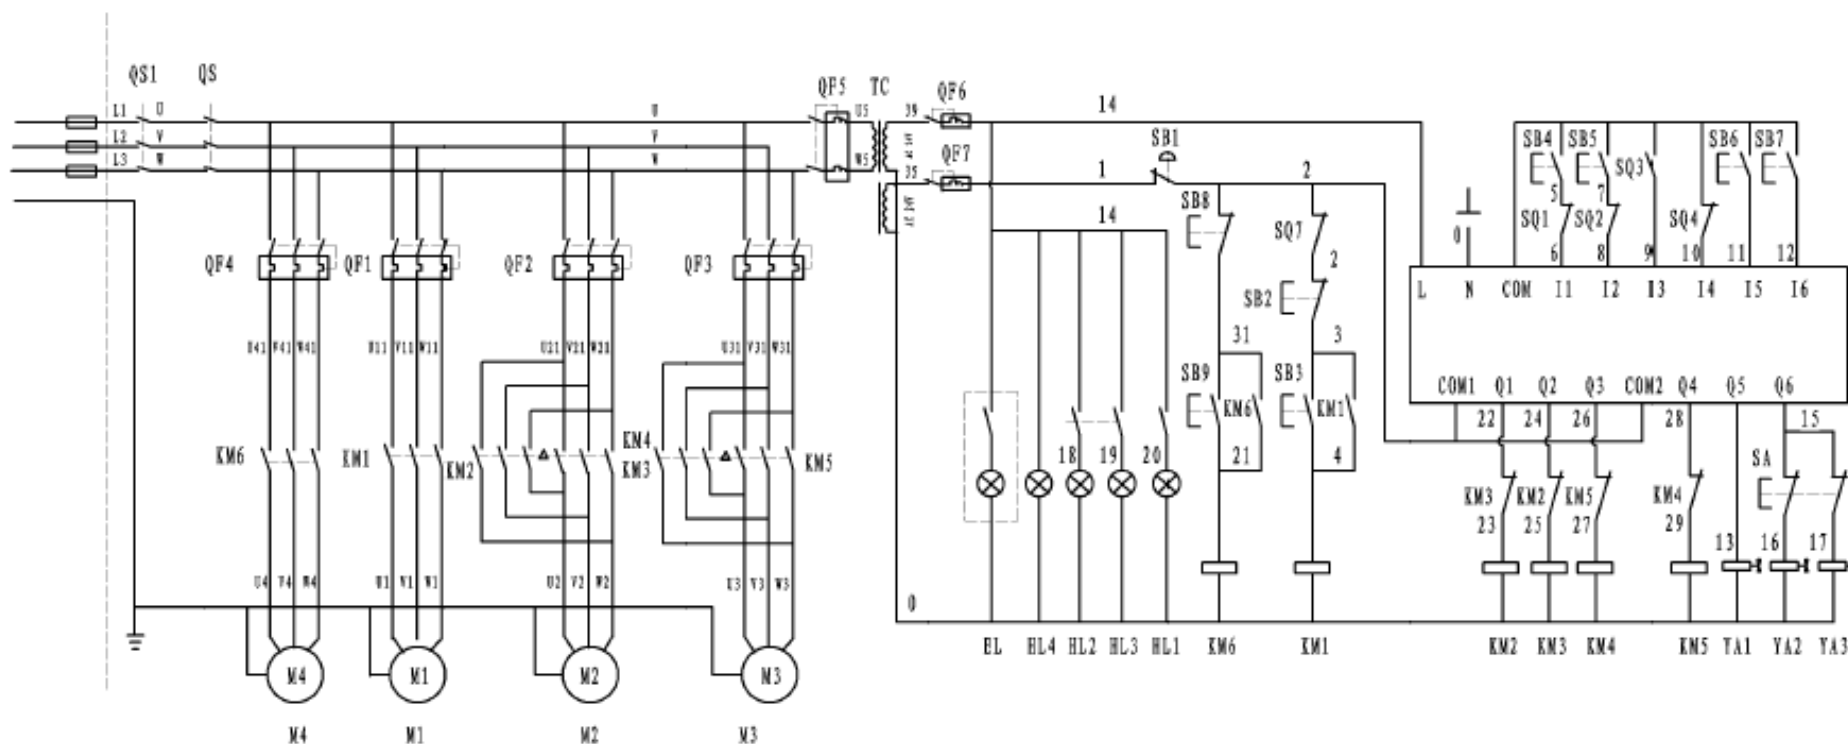 QS1 QS QF5 TC QF6
L1 U U U5 39 14
L2 V V SB1
L3 W W W5 35 QF7 1 2
SB4 SB5 SQ3 SB6 SB7
5 7
SB8 14 SQ7 0 SQ1 SQ2 SQ4
2 6 8 9 10 11 12
QF4 QF1 QF2 QF3
SB2 L N COM I1 I2 I3 I4 I5 I6
31 3
U41 V41 W41 U11 V11 W11 U21 V21 W21 U31 V31 W31
SB9 SB3 COM1 Q1 Q2 Q3 COM2 Q4 Q5 Q6
KM6 KM1 22 24 26 28 15
KM4
KM6 KM1 KM2 KM3 KM5 18 19 20 21 4 SA
KM3 KM2 KM5 KM4
23 25 27 29
13 16 17
U4 V4 W4 U1 V1 W1 U2 V2 W2 U3 V3 W3
0
EL HL4 HL2 HL3 HL1 KM6 KM1 KM2 KM3 KM4 KM5 YA1 YA2 YA3
M4 M1 M2 M3
M4 M1 M2 M3